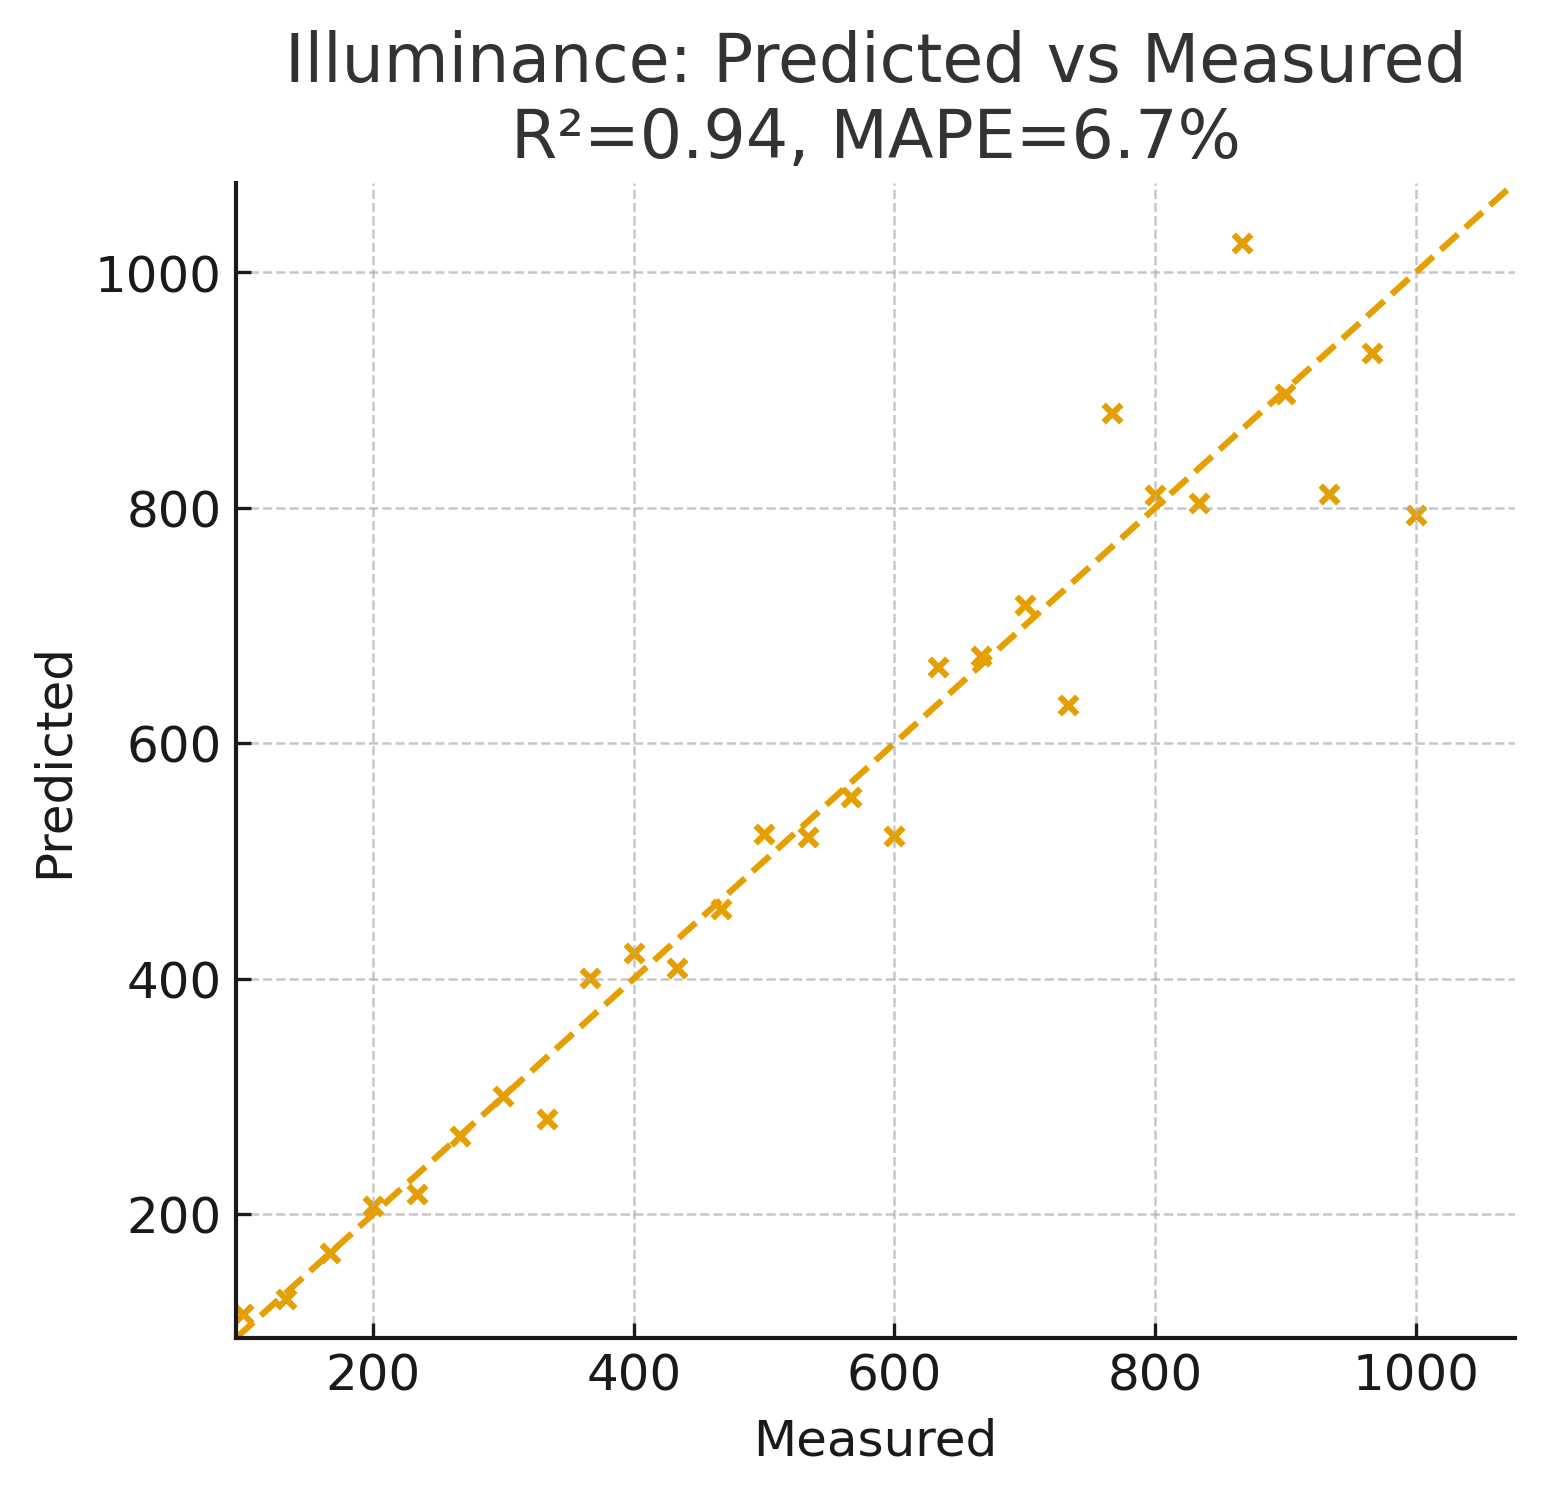 Illuminance: Predicted vs Measured
R²=0.94, MAPE=6.7%
1000
800
600
400
200
Predicted
200 400 600 800 1000
Measured